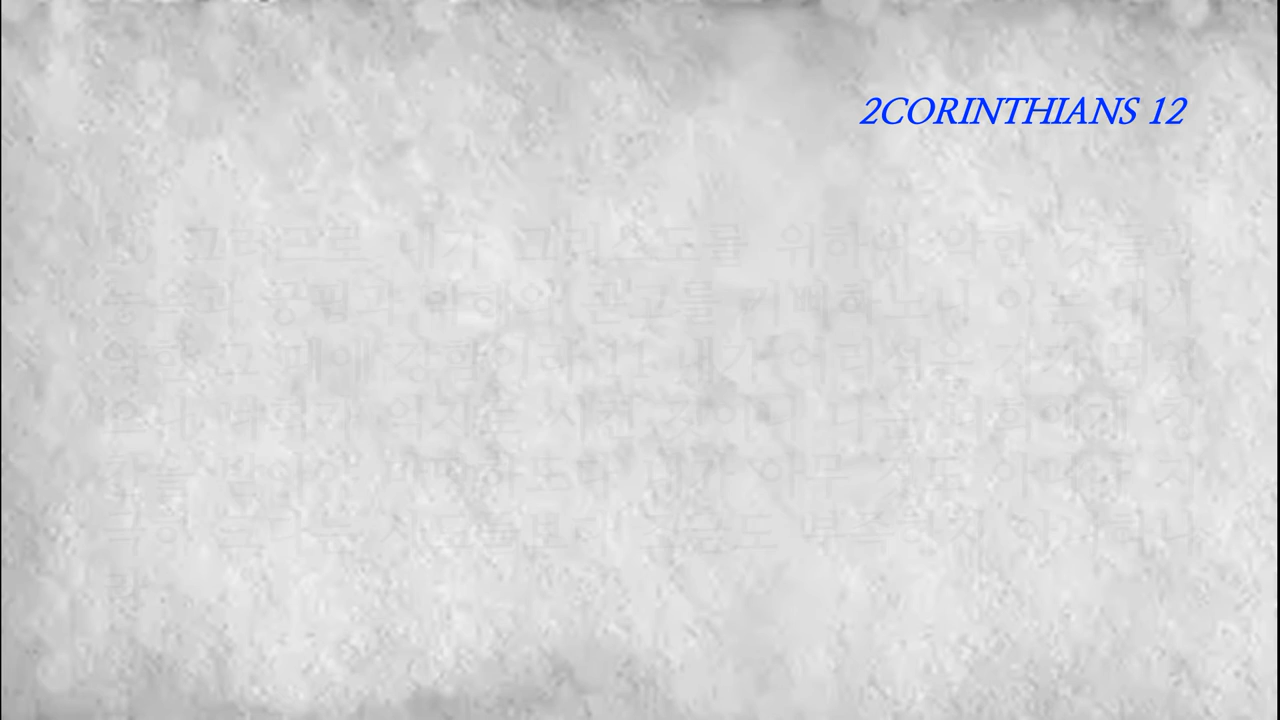 2CORINTHIANS 12
그러므로 내가 그리스도를 위하여 약한 것들과
능욕과 궁핍과 박해와 곤고를 기뻐하노니 이는 내가
약한 그 때에 강함이라 11 내가 어리석은 자가
너희가 억지로 시킨 것이니 나는 너희에게 칭
찬을 받아야 마땅하도다 내가 아무 것도 아니나 지
극히 크다는 사도들보다 조금도 부족하지 아니하니
라